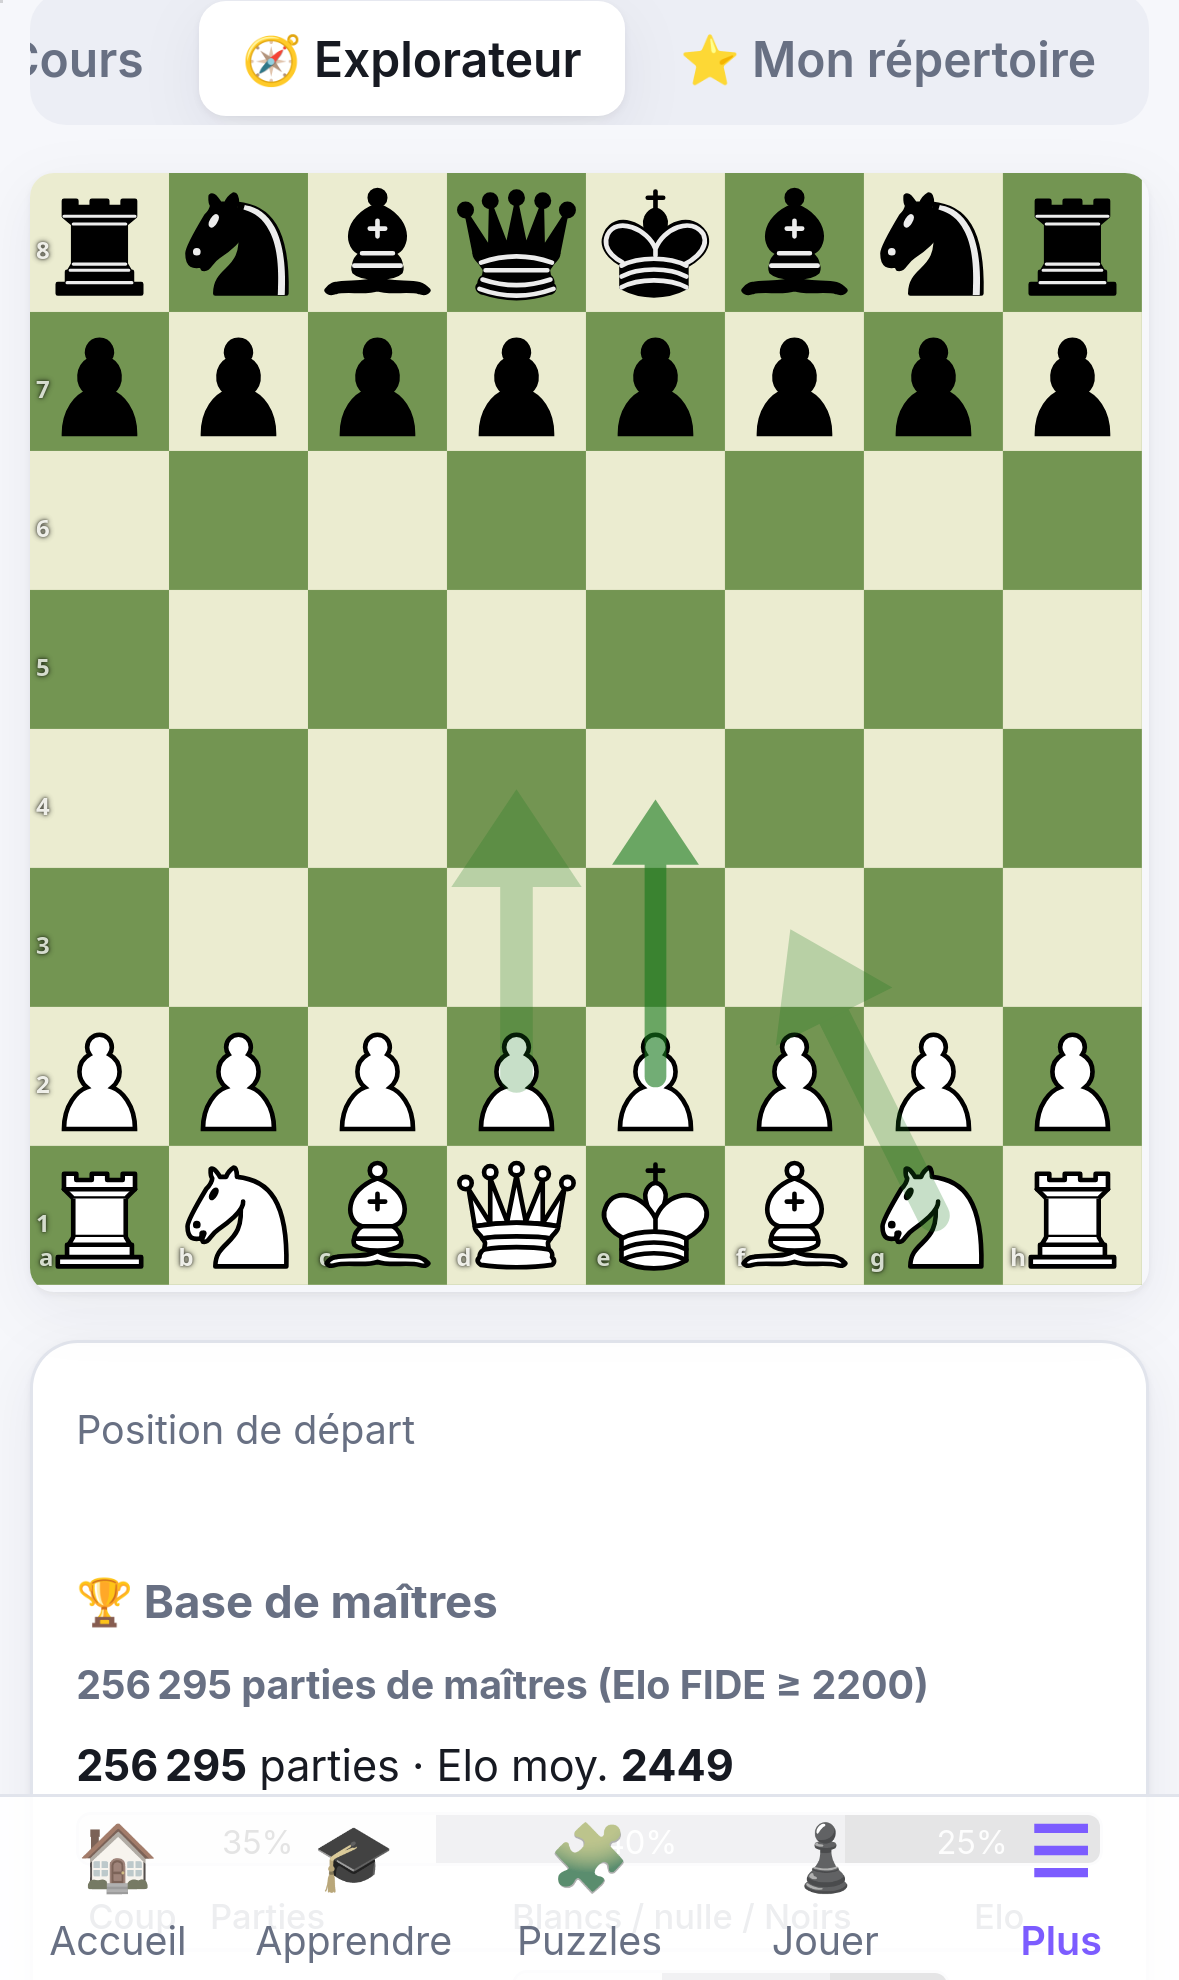 Cours
🧭 Explorateur
⭐ Mon répertoire
8
7
6
5
4
3
2
1
a b c d e f g h
Position de départ
🏆 Base de maîtres
256 295 parties de maîtres (Elo FIDE ≥ 2200)
256 295 parties · Elo moy. 2449
35% 40% 25%
Coup Parties Blancs / nulle / Noirs Elo
Accueil Apprendre Puzzles Jouer Plus